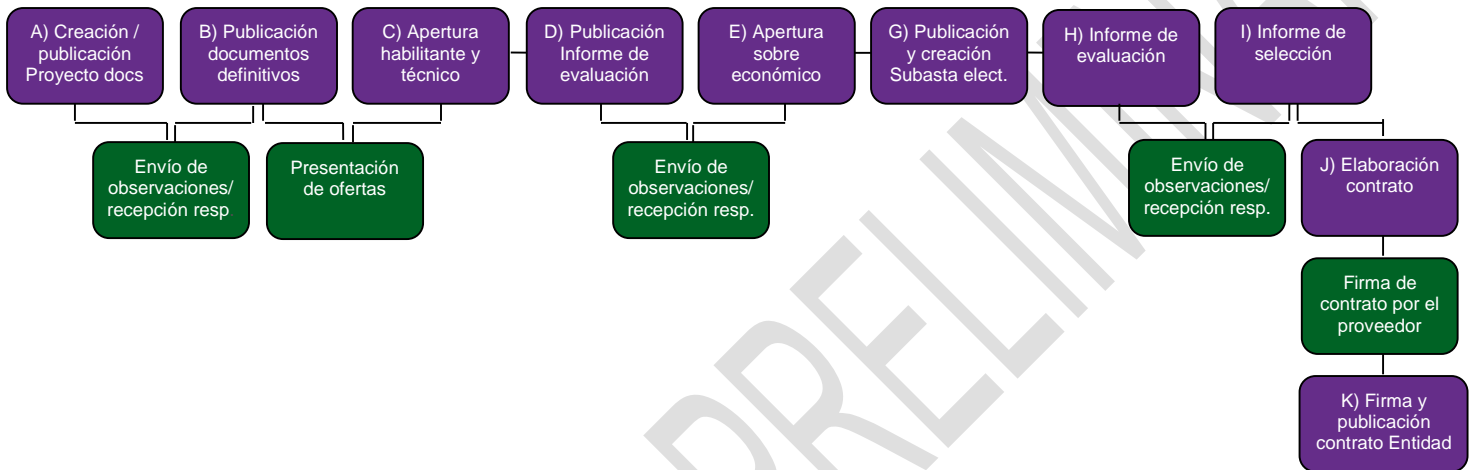 A) Creación /
publicación
Proyecto docs
B) Publicación
documentos
definitivos
C) Apertura
habilitante y
técnico
D) Publicación
Informe de
evaluación
E) Apertura
sobre
económico
G) Publicación
y creación
Subasta elect.
H) Informe de
evaluación
I) Informe de
selección
Envío de
observaciones/
recepción resp
Presentación
de ofertas
Envío de
observaciones/
recepción resp.
Envío de
observaciones/
recepción resp.
J) Elaboración
contrato
Firma de
contrato por el
proveedor
K) Firma y
publicación
contrato Entidad